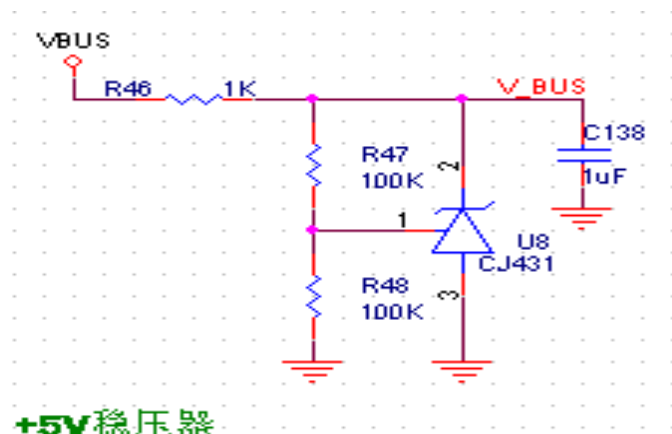 VBUS
R46 1K V_BUS
C138
1uF
R47
100K
2
1
U8
CJ431
R48
100K
3
+5V稳压器